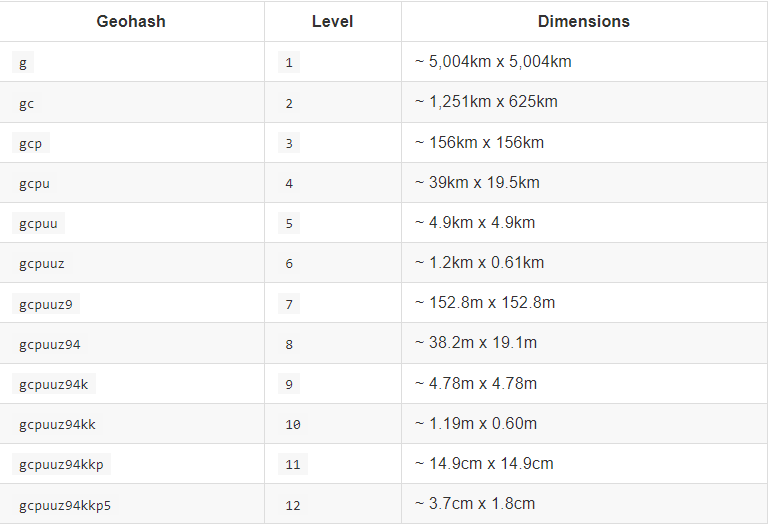 Geohash Level Dimensions
g 1 ~ 5,004km x 5,004km
gc 2 ~ 1,251km x 625km
gcp 3 ~ 156km x 156km
gcpu 4 ~ 39km x 19.5km
gcpuu 5 ~ 4.9km x 4.9km
gcpuuz 6 ~ 1.2km x 0.61km
gcpuuz9 7 ~ 152.8m x 152.8m
gcpuuz94 8 ~ 38.2m x 19.1m
gcpuuz94k 9 ~ 4.78m x 4.78m
gcpuuz94kk 10 ~ 1.19m x 0.60m
gcpuuz94kkp 11 ~ 14.9cm x 14.9cm
gcpuuz94kkp5 12 ~ 3.7cm x 1.8cm